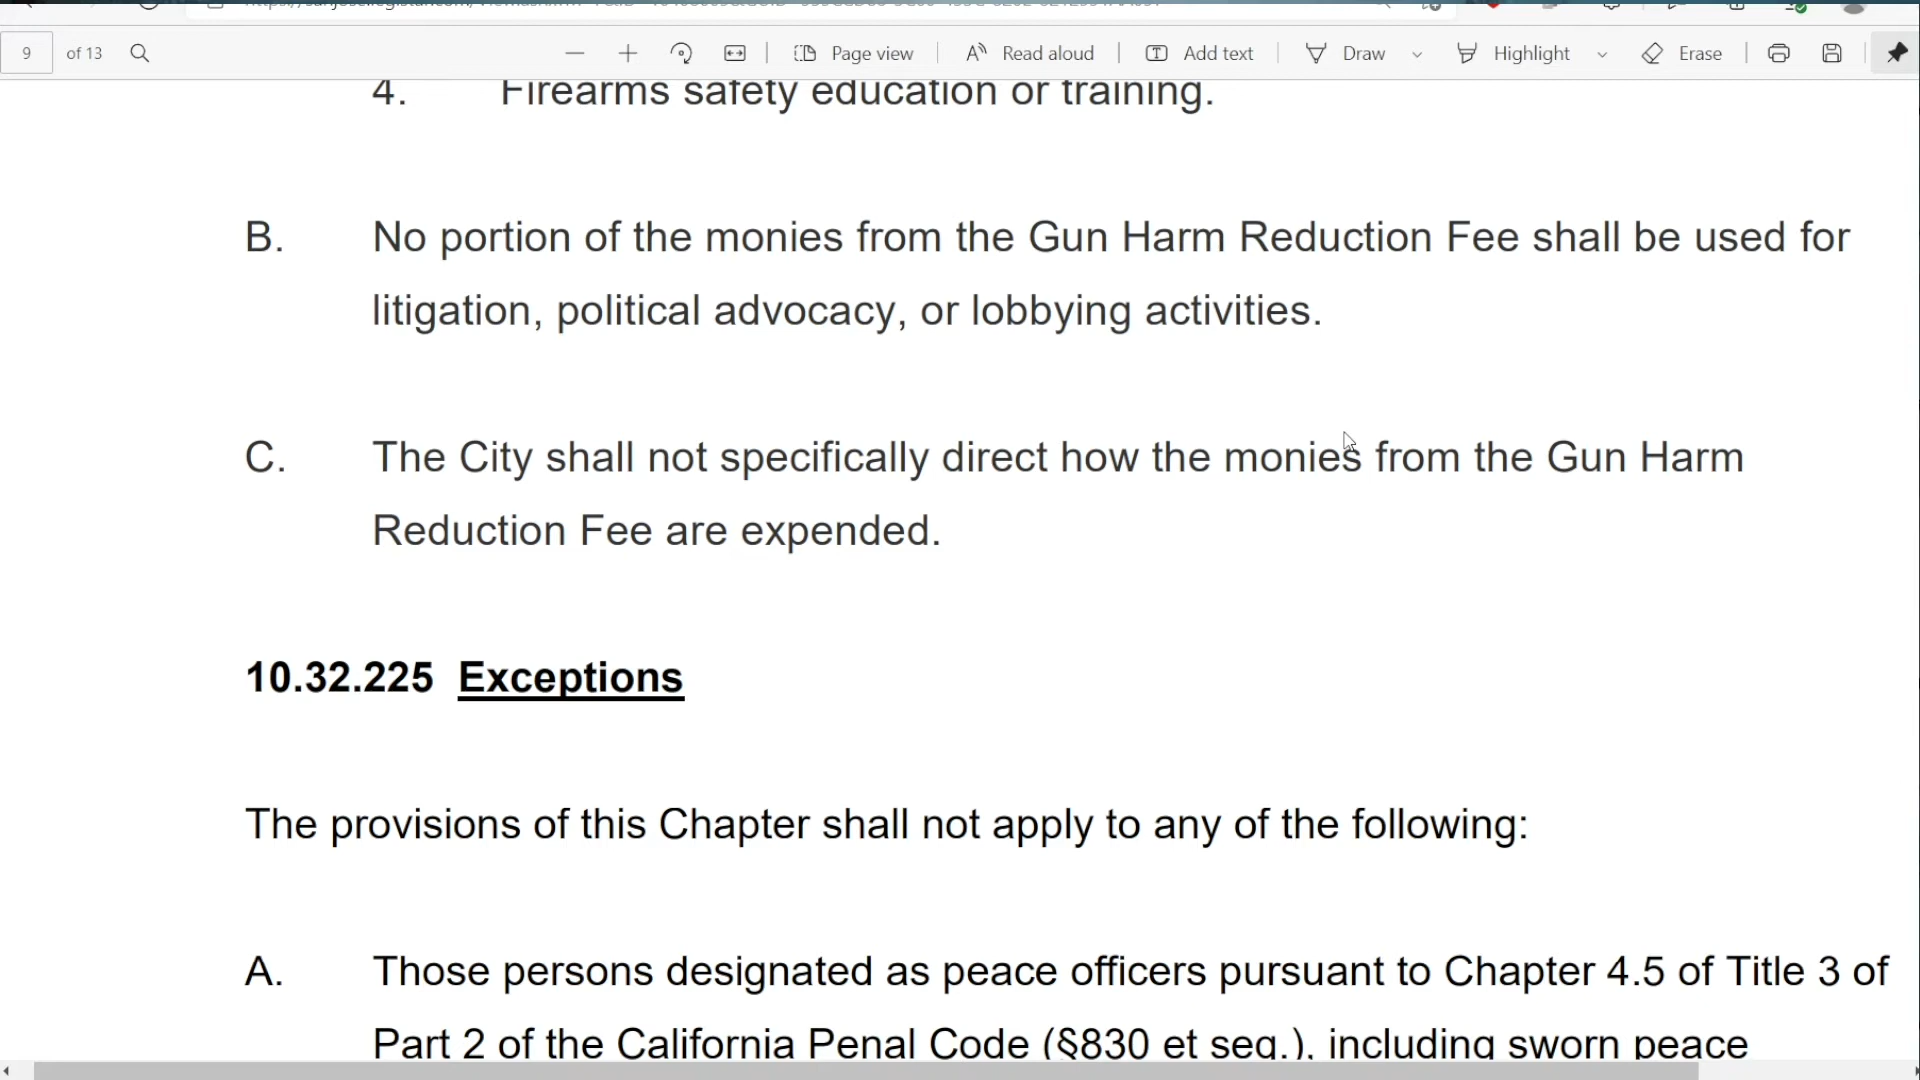 9 of 13 Page view Read aloud Add text Draw Highlight Erase
4. Firearms safety education or training.
B. No portion of the monies from the Gun Harm Reduction Fee shall be used for
litigation, political advocacy, or lobbying activities.
C. The City shall not specifically direct how the monies from the Gun Harm
Reduction Fee are expended.
10.32.225 Exceptions
The provisions of this Chapter shall not apply to any of the following:
A. Those persons designated as peace officers pursuant to Chapter 4.5 of Title 3 of
Part 2 of the California Penal Code (§830 et seq.), including sworn peace